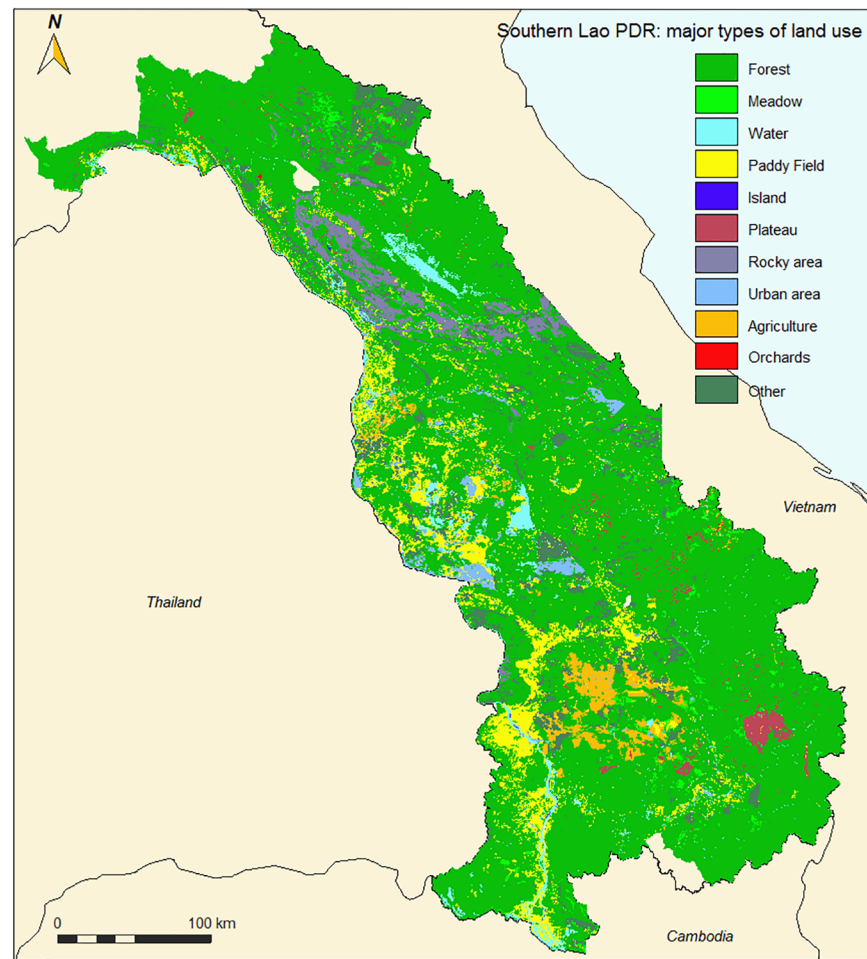 N
Southern Lao PDR: major types of land use
Forest
Meadow
Water
Paddy Field
Island
Plateau
Rocky area
Urban area
Agriculture
Orchards
Other
Vietnam
Thailand
0 100 km
Cambodia